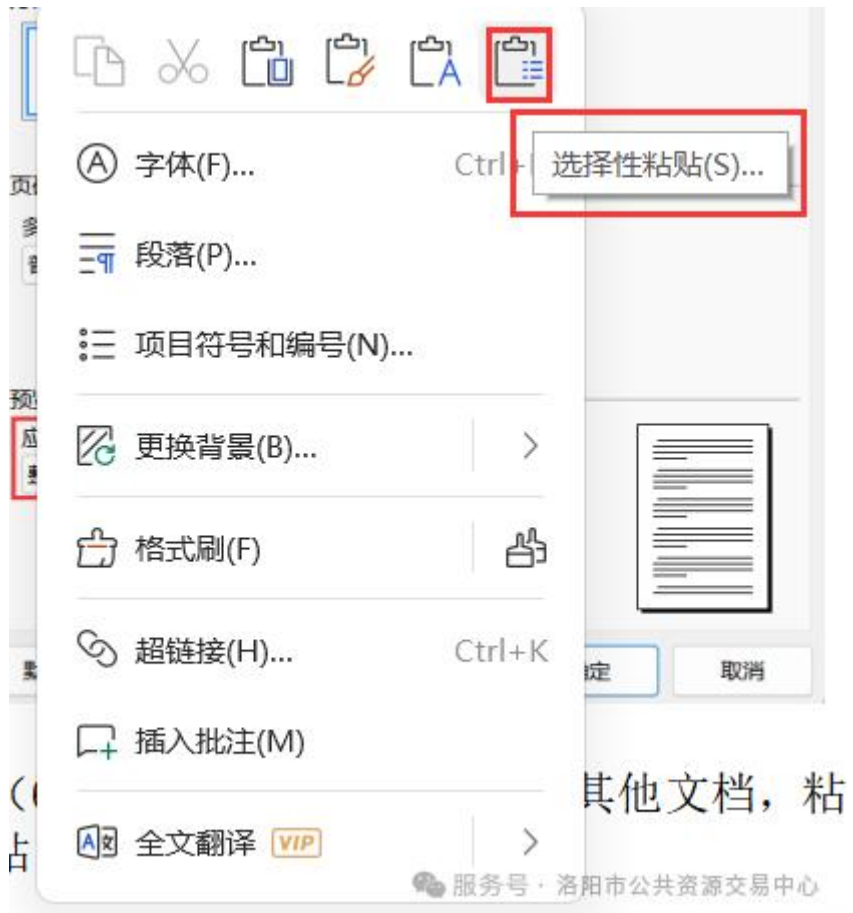 选择性粘贴(S)...
字体(F)... Ctrl+
段落(P)...
项目符号和编号(N)...
更换背景(B)...
格式刷(F)
超链接(H)... Ctrl+K
取消
插入批注(M)
其他文档，粘
全文翻译 VIP
服务号 · 洛阳市公共资源交易中心